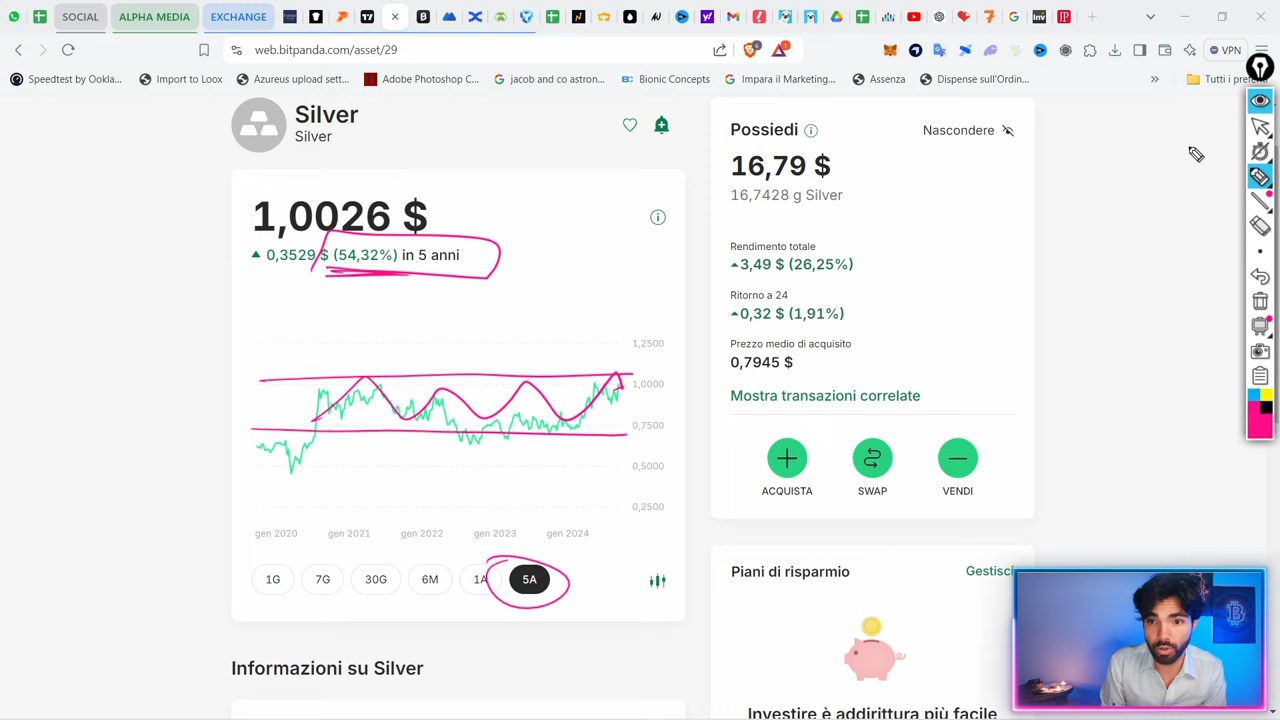 SOCIAL
ALPHA MEDIA
EXCHANGE
web.bitpanda.com/asset/29
VPN
Speedtest by Ookla...
Import to Loox
Azureus upload sett...
Adobe Photoshop C...
jacob and co astron...
Bionic Concepts
Impara il Marketing...
Assenza
Dispense sull'Ordin...
»
Silver
Silver
1,0026 $
0,3529 $ (54,32%) in 5 anni
1,2500
1,0000
0,7500
0,5000
0,2500
gen 2020 gen 2021 gen 2022 gen 2023 gen 2024
1G 7G 30G 6M 1A 5A
Informazioni su Silver
Possiedi
Nascondere
16,79 $
16,7428 g Silver
Rendimento totale
3,49 $ (26,25%)
Ritorno a 24
0,32 $ (1,91%)
Prezzo medio di acquisito
0,7945 $
Mostra transazioni correlate
ACQUISTA SWAP VENDI
Piani di risparmio
Gestisci
Investire è addirittura più facile